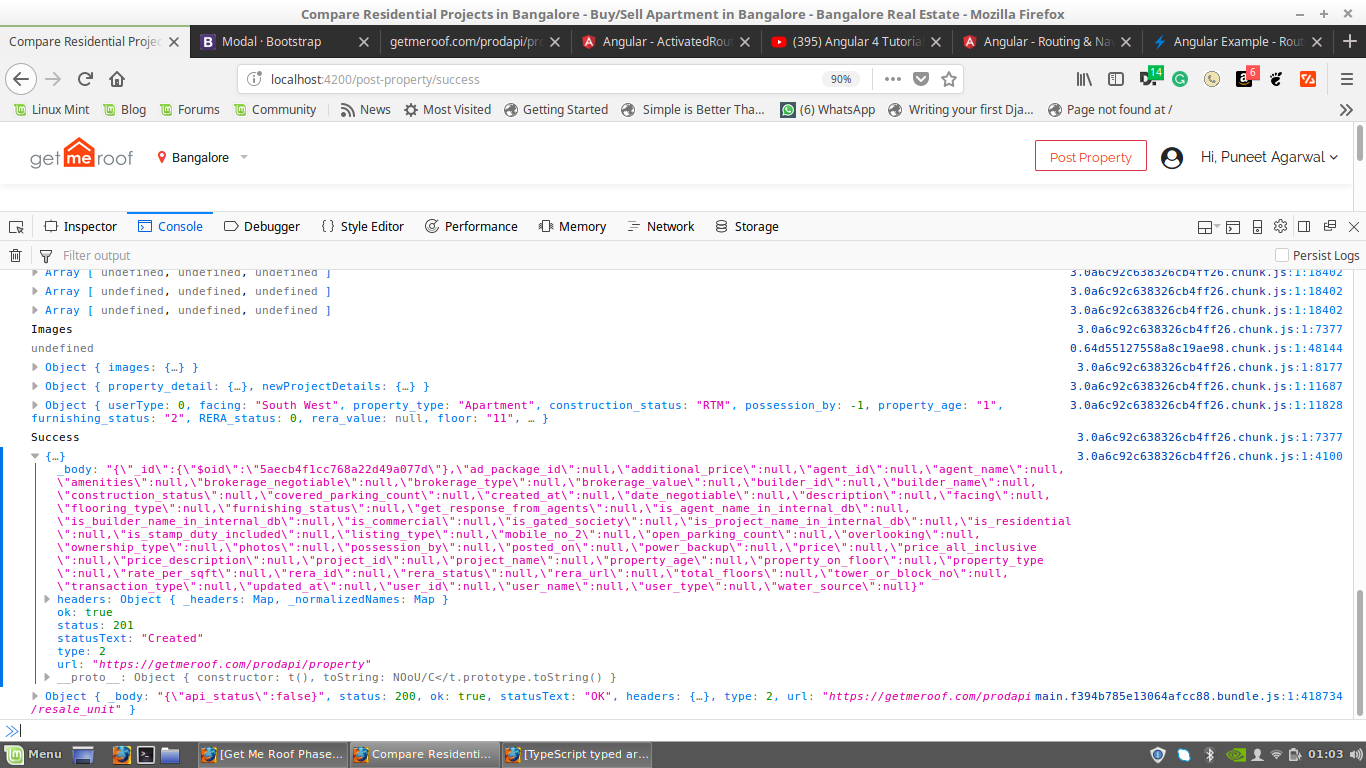 Compare Residential Projects in Bangalore - Buy/Sell Apartment in Bangalore - Bangalore Real Estate - Mozilla Firefox
Compare Residential Projec
Modal · Bootstrap
getmeroof.com/prodapi/pro
Angular - ActivatedRout
(395) Angular 4 Tutorial
Angular - Routing & Nav
Angular Example - Rout
localhost:4200/post-property/success
90%
14
6
Linux Mint
Blog
Forums
Community
News
Most Visited
Getting Started
Simple is Better Tha...
(6) WhatsApp
Writing your first Dja...
Page not found at /
get me roof
Bangalore
Post Property
Hi, Puneet Agarwal
Inspector
Console
Debugger
Style Editor
Performance
Memory
Network
Storage
Filter output
Persist Logs
Array [ undefined, undefined, undefined ] 3.0a6c92c638326cb4ff26.chunk.js:1:18402
Array [ undefined, undefined, undefined ] 3.0a6c92c638326cb4ff26.chunk.js:1:18402
Array [ undefined, undefined, undefined ] 3.0a6c92c638326cb4ff26.chunk.js:1:18402
Images 3.0a6c92c638326cb4ff26.chunk.js:1:7377
undefined 0.64d55127558a8c19ae98.chunk.js:1:48144
Object { images: {…} } 3.0a6c92c638326cb4ff26.chunk.js:1:8177
Object { property_detail: {…}, newProjectDetails: {…} } 3.0a6c92c638326cb4ff26.chunk.js:1:11687
Object { userType: 0, facing: "South West", property_type: "Apartment", construction_status: "RTM", possession_by: -1, property_age: "1", 3.0a6c92c638326cb4ff26.chunk.js:1:11828
furnishing_status: "2", RERA_status: 0, rera_value: null, floor: "11", … }
Success 3.0a6c92c638326cb4ff26.chunk.js:1:7377
{…} 3.0a6c92c638326cb4ff26.chunk.js:1:4100
_body: "{\"_id\":{\"$oid\":\"5aecb4f1cc768a22d49a077d\"},\"ad_package_id\":null,\"additional_price\":null,\"agent_id\":null,\"agent_name\":null,
\"amenities\":null,\"brokerage_negotiable\":null,\"brokerage_type\":null,\"brokerage_value\":null,\"builder_id\":null,\"builder_name\":null,
\"construction_status\":null,\"covered_parking_count\":null,\"created_at\":null,\"date_negotiable\":null,\"description\":null,\"facing\":null,
\"flooring_type\":null,\"furnishing_status\":null,\"get_response_from_agents\":null,\"is_agent_name_in_internal_db\":null,
\"is_builder_name_in_internal_db\":null,\"is_commercial\":null,\"is_gated_society\":null,\"is_project_name_in_internal_db\":null,\"is_residential
\":null,\"is_stamp_duty_included\":null,\"listing_type\":null,\"mobile_no_2\":null,\"open_parking_count\":null,\"overlooking\":null,
\"ownership_type\":null,\"photos\":null,\"possession_by\":null,\"posted_on\":null,\"power_backup\":null,\"price\":null,\"price_all_inclusive
\":null,\"price_description\":null,\"project_id\":null,\"project_name\":null,\"property_age\":null,\"property_on_floor\":null,\"property_type
\":null,\"rate_per_sqft\":null,\"rera_id\":null,\"rera_status\":null,\"rera_url\":null,\"total_floors\":null,\"tower_or_block_no\":null,
\"transaction_type\":null,\"updated_at\":null,\"user_id\":null,\"user_name\":null,\"user_type\":null,\"water_source\":null}"
headers: Object { _headers: Map, _normalizedNames: Map }
ok: true
status: 201
statusText: "Created"
type: 2
url: "https://getmeroof.com/prodapi/property"
__proto__: Object { constructor: t(), toString: NOoU/C</t.prototype.toString() }
Object { _body: "{\"api_status\":false}", status: 200, ok: true, statusText: "OK", headers: {…}, type: 2, url: "https://getmeroof.com/prodapi main.f394b785e13064afcc88.bundle.js:1:418734
/resale_unit" }
Menu
[Get Me Roof Phase...
Compare Residenti...
[TypeScript typed ar...
01:03